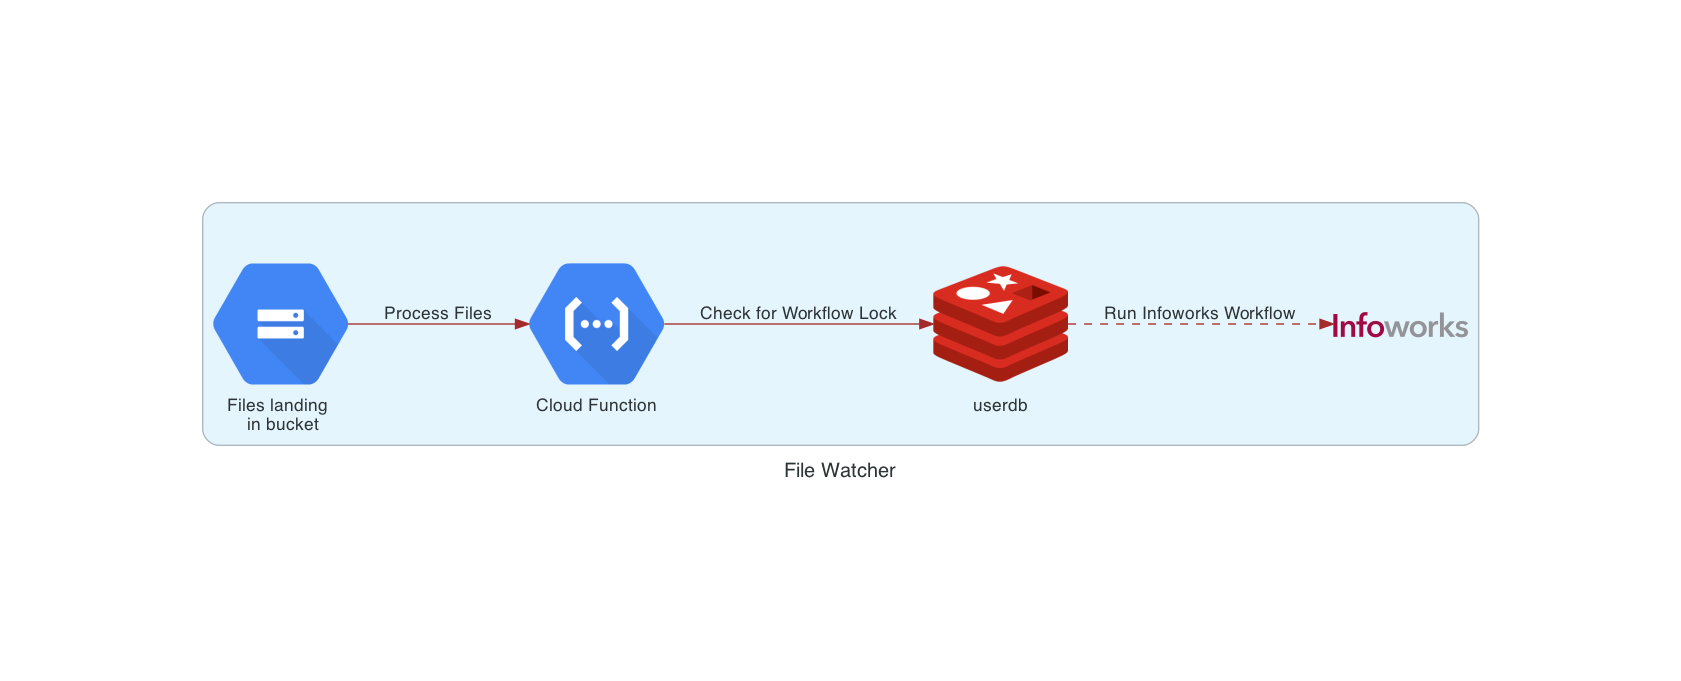 Process Files
Check for Workflow Lock
Run Infoworks Workflow
Infoworks
Files landing
in bucket
Cloud Function
userdb
File Watcher